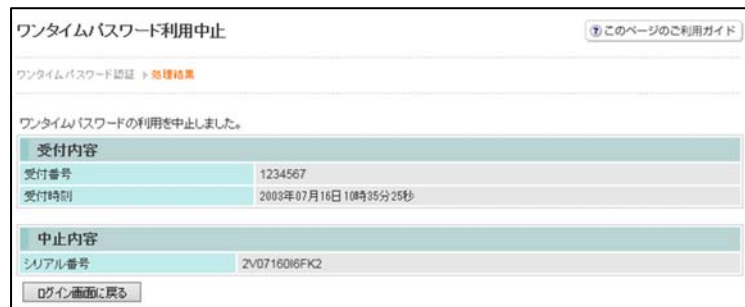 ワンタイムパスワード利用中止
? このページのご利用ガイド
ワンタイムパスワード認証 ▶ 処理結果
ワンタイムパスワードの利用を中止しました。
受付内容
受付番号 1234567
受付時刻 2003年07月16日10時35分25秒
中止内容
シリアル番号 2V07160I6FK2
ログイン画面に戻る